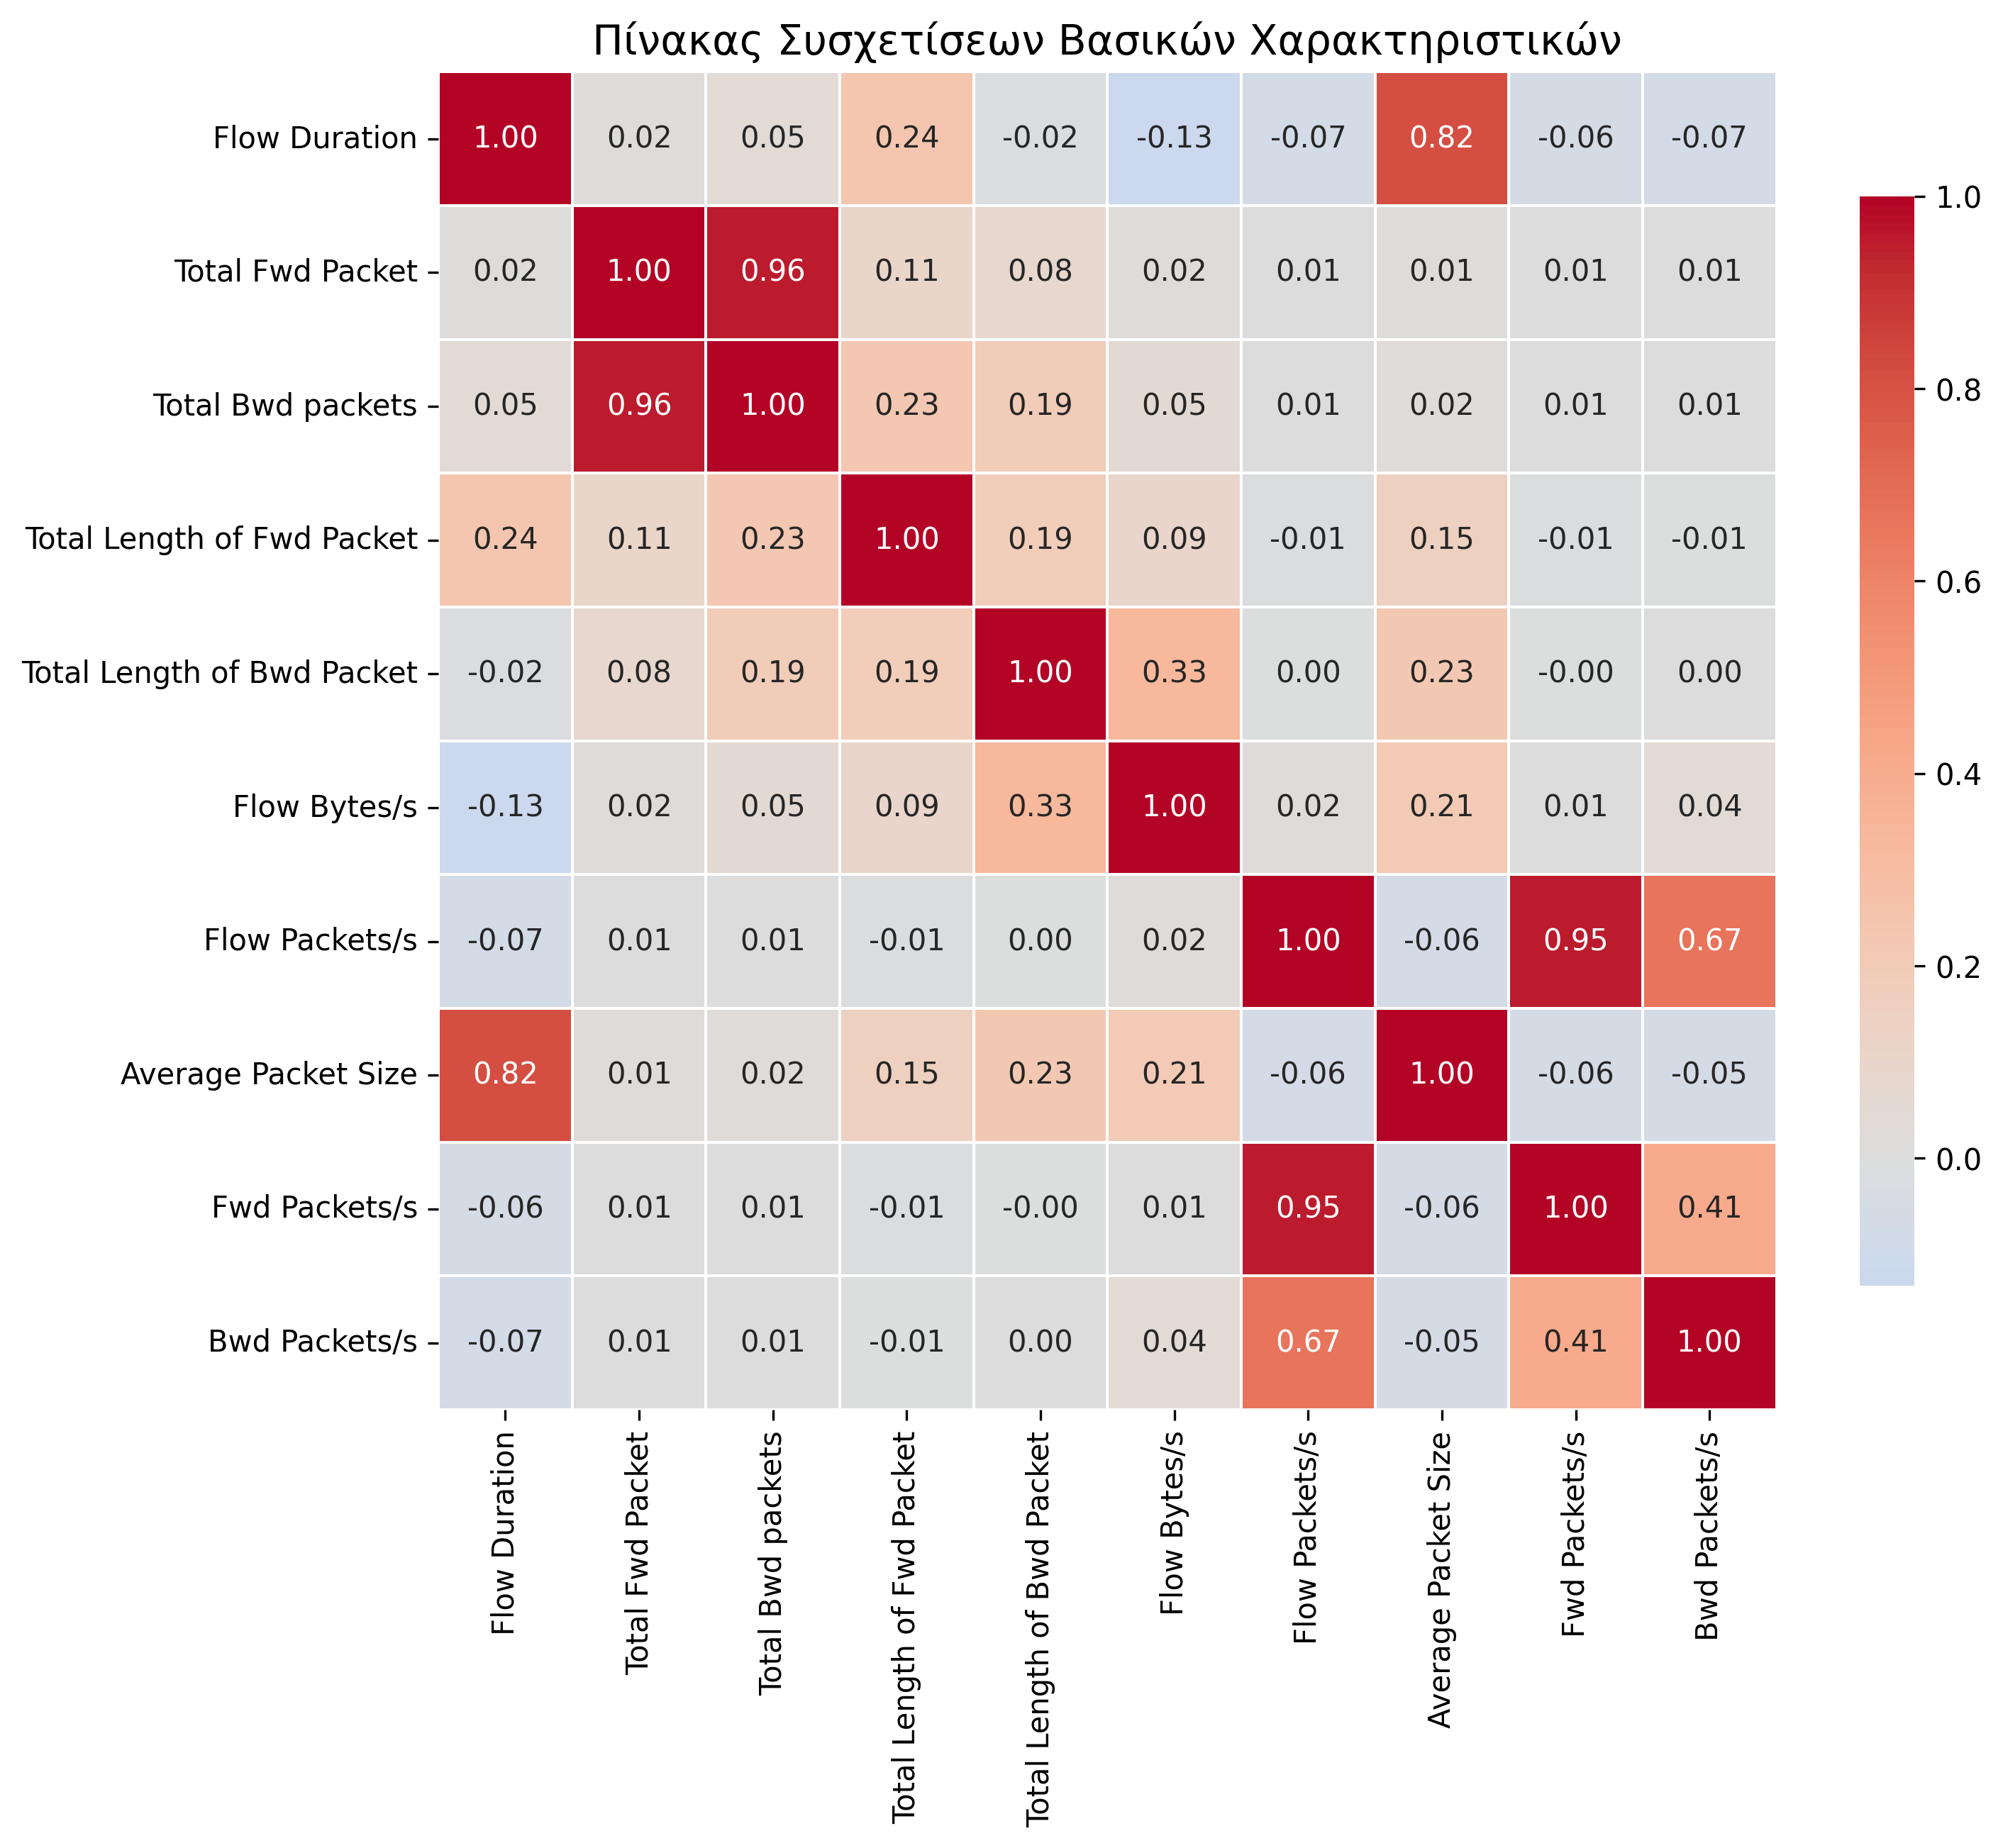 Πίνακας Συσχετίσεων Βασικών Χαρακτηριστικών
Flow Duration 1.00 0.02 0.05 0.24 -0.02 -0.13 -0.07 0.82 -0.06 -0.07
Total Fwd Packet 0.02 1.00 0.96 0.11 0.08 0.02 0.01 0.01 0.01 0.01
Total Bwd packets 0.05 0.96 1.00 0.23 0.19 0.05 0.01 0.02 0.01 0.01
Total Length of Fwd Packet 0.24 0.11 0.23 1.00 0.19 0.09 -0.01 0.15 -0.01 -0.01
Total Length of Bwd Packet -0.02 0.08 0.19 0.19 1.00 0.33 0.00 0.23 -0.00 0.00
Flow Bytes/s -0.13 0.02 0.05 0.09 0.33 1.00 0.02 0.21 0.01 0.04
Flow Packets/s -0.07 0.01 0.01 -0.01 0.00 0.02 1.00 -0.06 0.95 0.67
Average Packet Size 0.82 0.01 0.02 0.15 0.23 0.21 -0.06 1.00 -0.06 -0.05
Fwd Packets/s -0.06 0.01 0.01 -0.01 -0.00 0.01 0.95 -0.06 1.00 0.41
Bwd Packets/s -0.07 0.01 0.01 -0.01 0.00 0.04 0.67 -0.05 0.41 1.00
Flow Duration
Total Fwd Packet
Total Bwd packets
Total Length of Fwd Packet
Total Length of Bwd Packet
Flow Bytes/s
Flow Packets/s
Average Packet Size
Fwd Packets/s
Bwd Packets/s
1.0
0.8
0.6
0.4
0.2
0.0